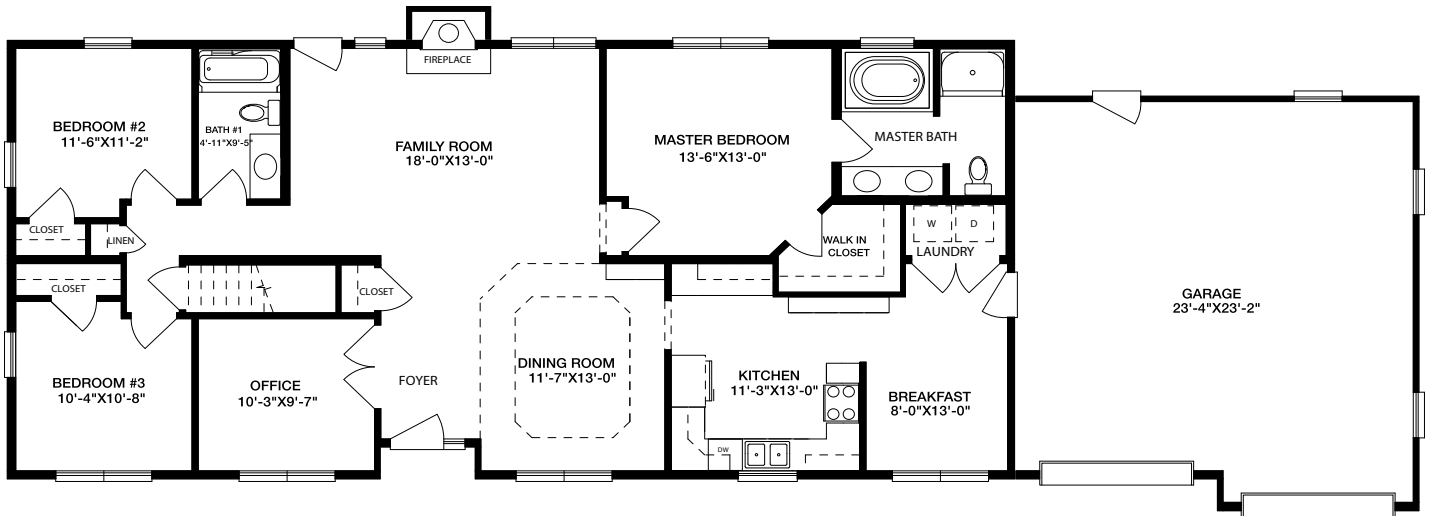 FIREPLACE
BEDROOM #2
11'-6"X11'-2"
BATH #1
4'-11"X9'-5"
FAMILY ROOM
18'-0"X13'-0"
MASTER BEDROOM
13'-6"X13'-0"
MASTER BATH
CLOSET
LINEN
WALK IN
CLOSET
W
D
LAUNDRY
CLOSET
CLOSET
GARAGE
23'-4"X23'-2"
BEDROOM #3
10'-4"X10'-8"
OFFICE
10'-3"X9'-7"
FOYER
DINING ROOM
11'-7"X13'-0"
KITCHEN
11'-3"X13'-0"
BREAKFAST
8'-0"X13'-0"
DW